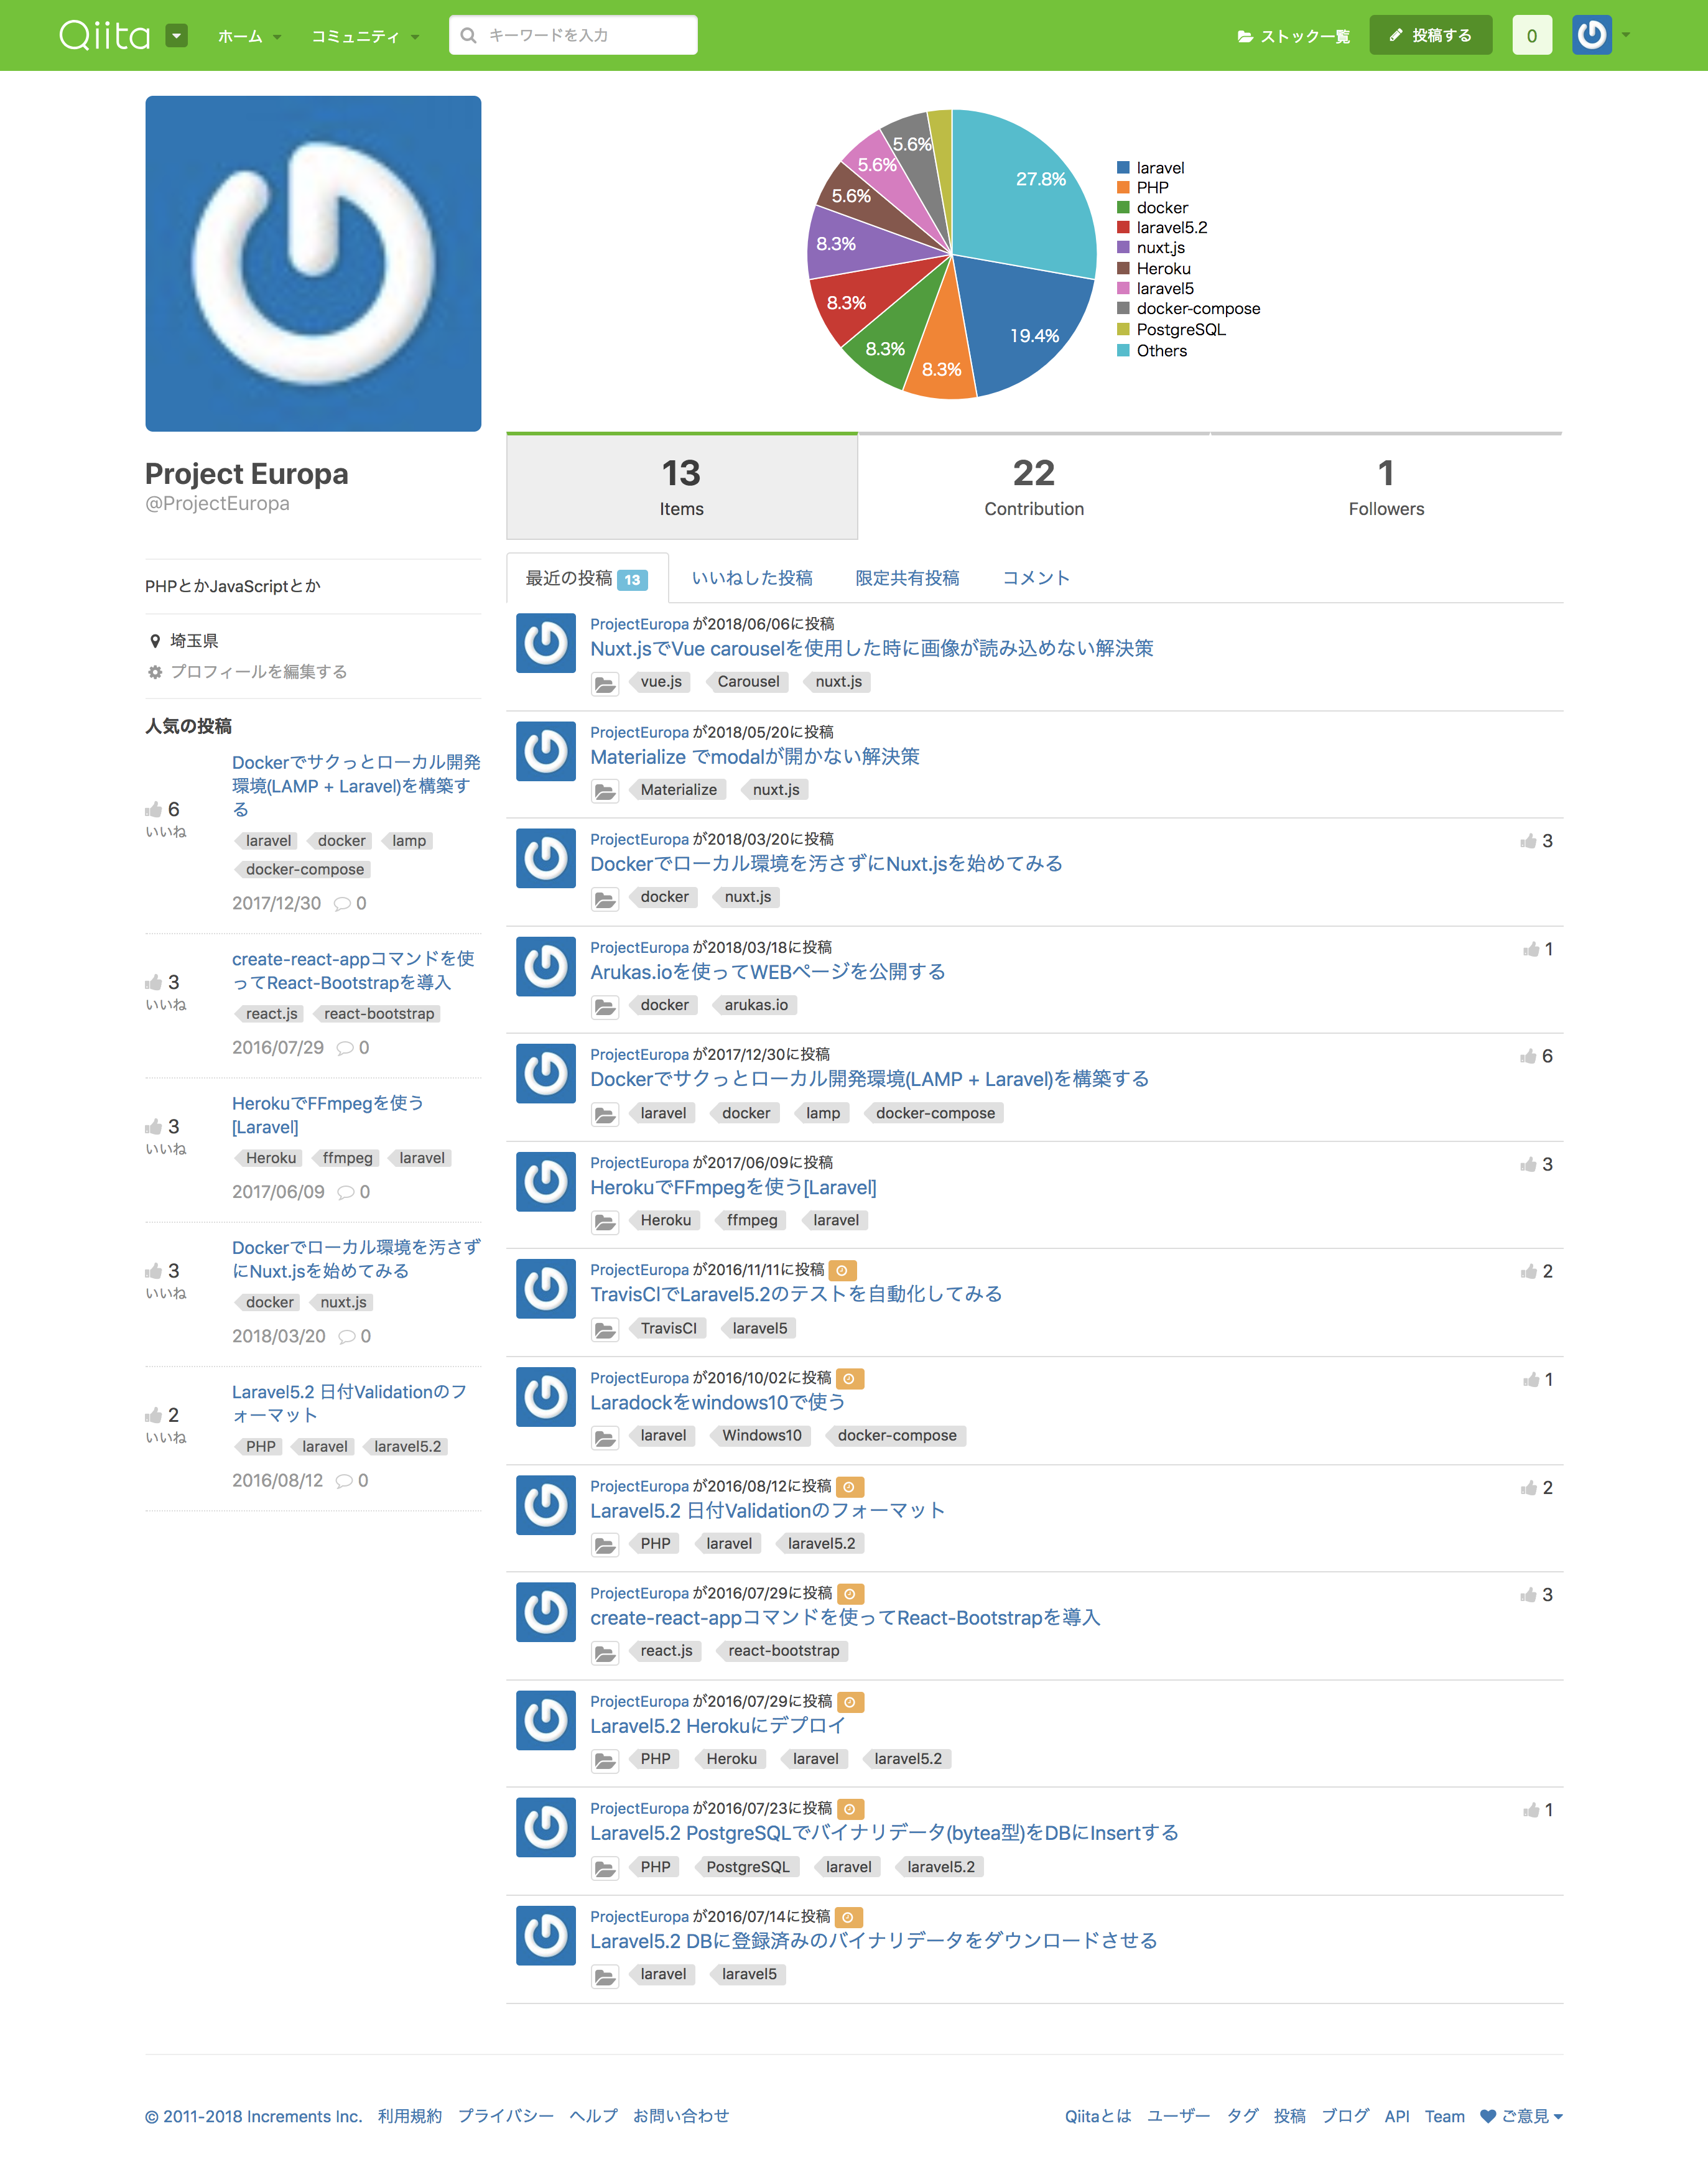 Qiita
ホーム
コミュニティ
キーワードを入力
ストック一覧
投稿する
0
27.8%
19.4%
8.3%
8.3%
8.3%
8.3%
5.6%
5.6%
5.6%
laravel
PHP
docker
laravel5.2
nuxt.js
Heroku
laravel5
docker-compose
PostgreSQL
Others
Project Europa
@ProjectEuropa
PHPとかJavaScriptとか
埼玉県
プロフィールを編集する
人気の投稿
6
いいね
Dockerでサクっとローカル開発
環境(LAMP + Laravel)を構築す
る
laravel docker lamp
docker-compose
2017/12/30 0
3
いいね
create-react-appコマンドを使
ってReact-Bootstrapを導入
react.js react-bootstrap
2016/07/29 0
3
いいね
HerokuでFFmpegを使う
[Laravel]
Heroku ffmpeg laravel
2017/06/09 0
3
いいね
Dockerでローカル環境を汚さず
にNuxt.jsを始めてみる
docker nuxt.js
2018/03/20 0
2
いいね
Laravel5.2 日付Validationのフ
ォーマット
PHP laravel laravel5.2
2016/08/12 0
13
Items
22
Contribution
1
Followers
最近の投稿 13 いいねした投稿 限定共有投稿 コメント
ProjectEuropa が2018/06/06に投稿
Nuxt.jsでVue carouselを使用した時に画像が読み込めない解決策
vue.js Carousel nuxt.js
ProjectEuropa が2018/05/20に投稿
Materialize でmodalが開かない解決策
Materialize nuxt.js
ProjectEuropa が2018/03/20に投稿 3
Dockerでローカル環境を汚さずにNuxt.jsを始めてみる
docker nuxt.js
ProjectEuropa が2018/03/18に投稿 1
Arukas.ioを使ってWEBページを公開する
docker arukas.io
ProjectEuropa が2017/12/30に投稿 6
Dockerでサクっとローカル開発環境(LAMP + Laravel)を構築する
laravel docker lamp docker-compose
ProjectEuropa が2017/06/09に投稿 3
HerokuでFFmpegを使う[Laravel]
Heroku ffmpeg laravel
ProjectEuropa が2016/11/11に投稿 2
TravisCIでLaravel5.2のテストを自動化してみる
TravisCI laravel5
ProjectEuropa が2016/10/02に投稿 1
Laradockをwindows10で使う
laravel Windows10 docker-compose
ProjectEuropa が2016/08/12に投稿 2
Laravel5.2 日付Validationのフォーマット
PHP laravel laravel5.2
ProjectEuropa が2016/07/29に投稿 3
create-react-appコマンドを使ってReact-Bootstrapを導入
react.js react-bootstrap
ProjectEuropa が2016/07/29に投稿
Laravel5.2 Herokuにデプロイ
PHP Heroku laravel laravel5.2
ProjectEuropa が2016/07/23に投稿 1
Laravel5.2 PostgreSQLでバイナリデータ(bytea型)をDBにInsertする
PHP PostgreSQL laravel laravel5.2
ProjectEuropa が2016/07/14に投稿
Laravel5.2 DBに登録済みのバイナリデータをダウンロードさせる
laravel laravel5
© 2011-2018 Increments Inc. 利用規約 プライバシー ヘルプ お問い合わせ
Qiitaとは ユーザー タグ 投稿 ブログ API Team ご意見